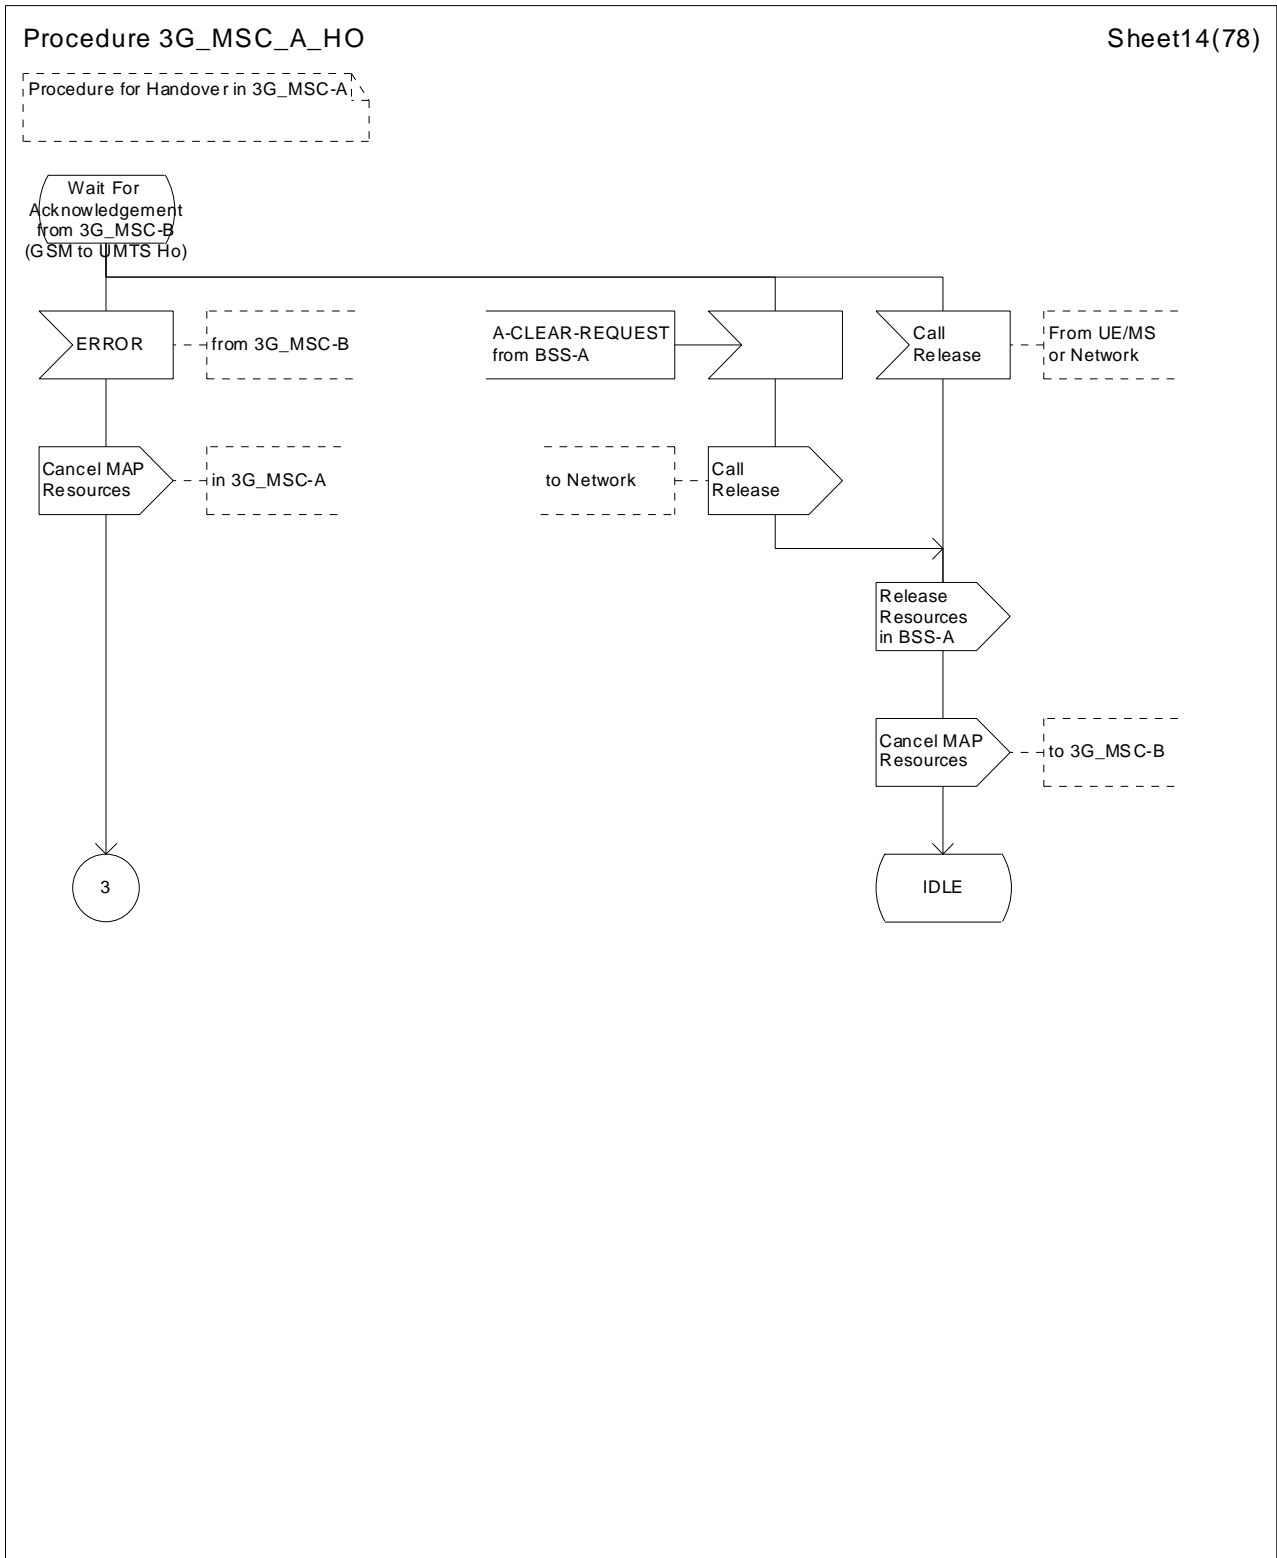 Procedure 3G_MSC_A_HO
Sheet14(78)
Procedure for Handover in 3G_MSC-A
Wait For
Acknowledgement
from 3G_MSC-B
(GSM to UMTS Ho)
ERROR
from 3G_MSC-B
A-CLEAR-REQUEST
from BSS-A
Call
Release
From UE/MS
or Network
Cancel MAP
Resources
in 3G_MSC-A
to Network
Call
Release
Release
Resources
in BSS-A
Cancel MAP
Resources
to 3G_MSC-B
3
IDLE